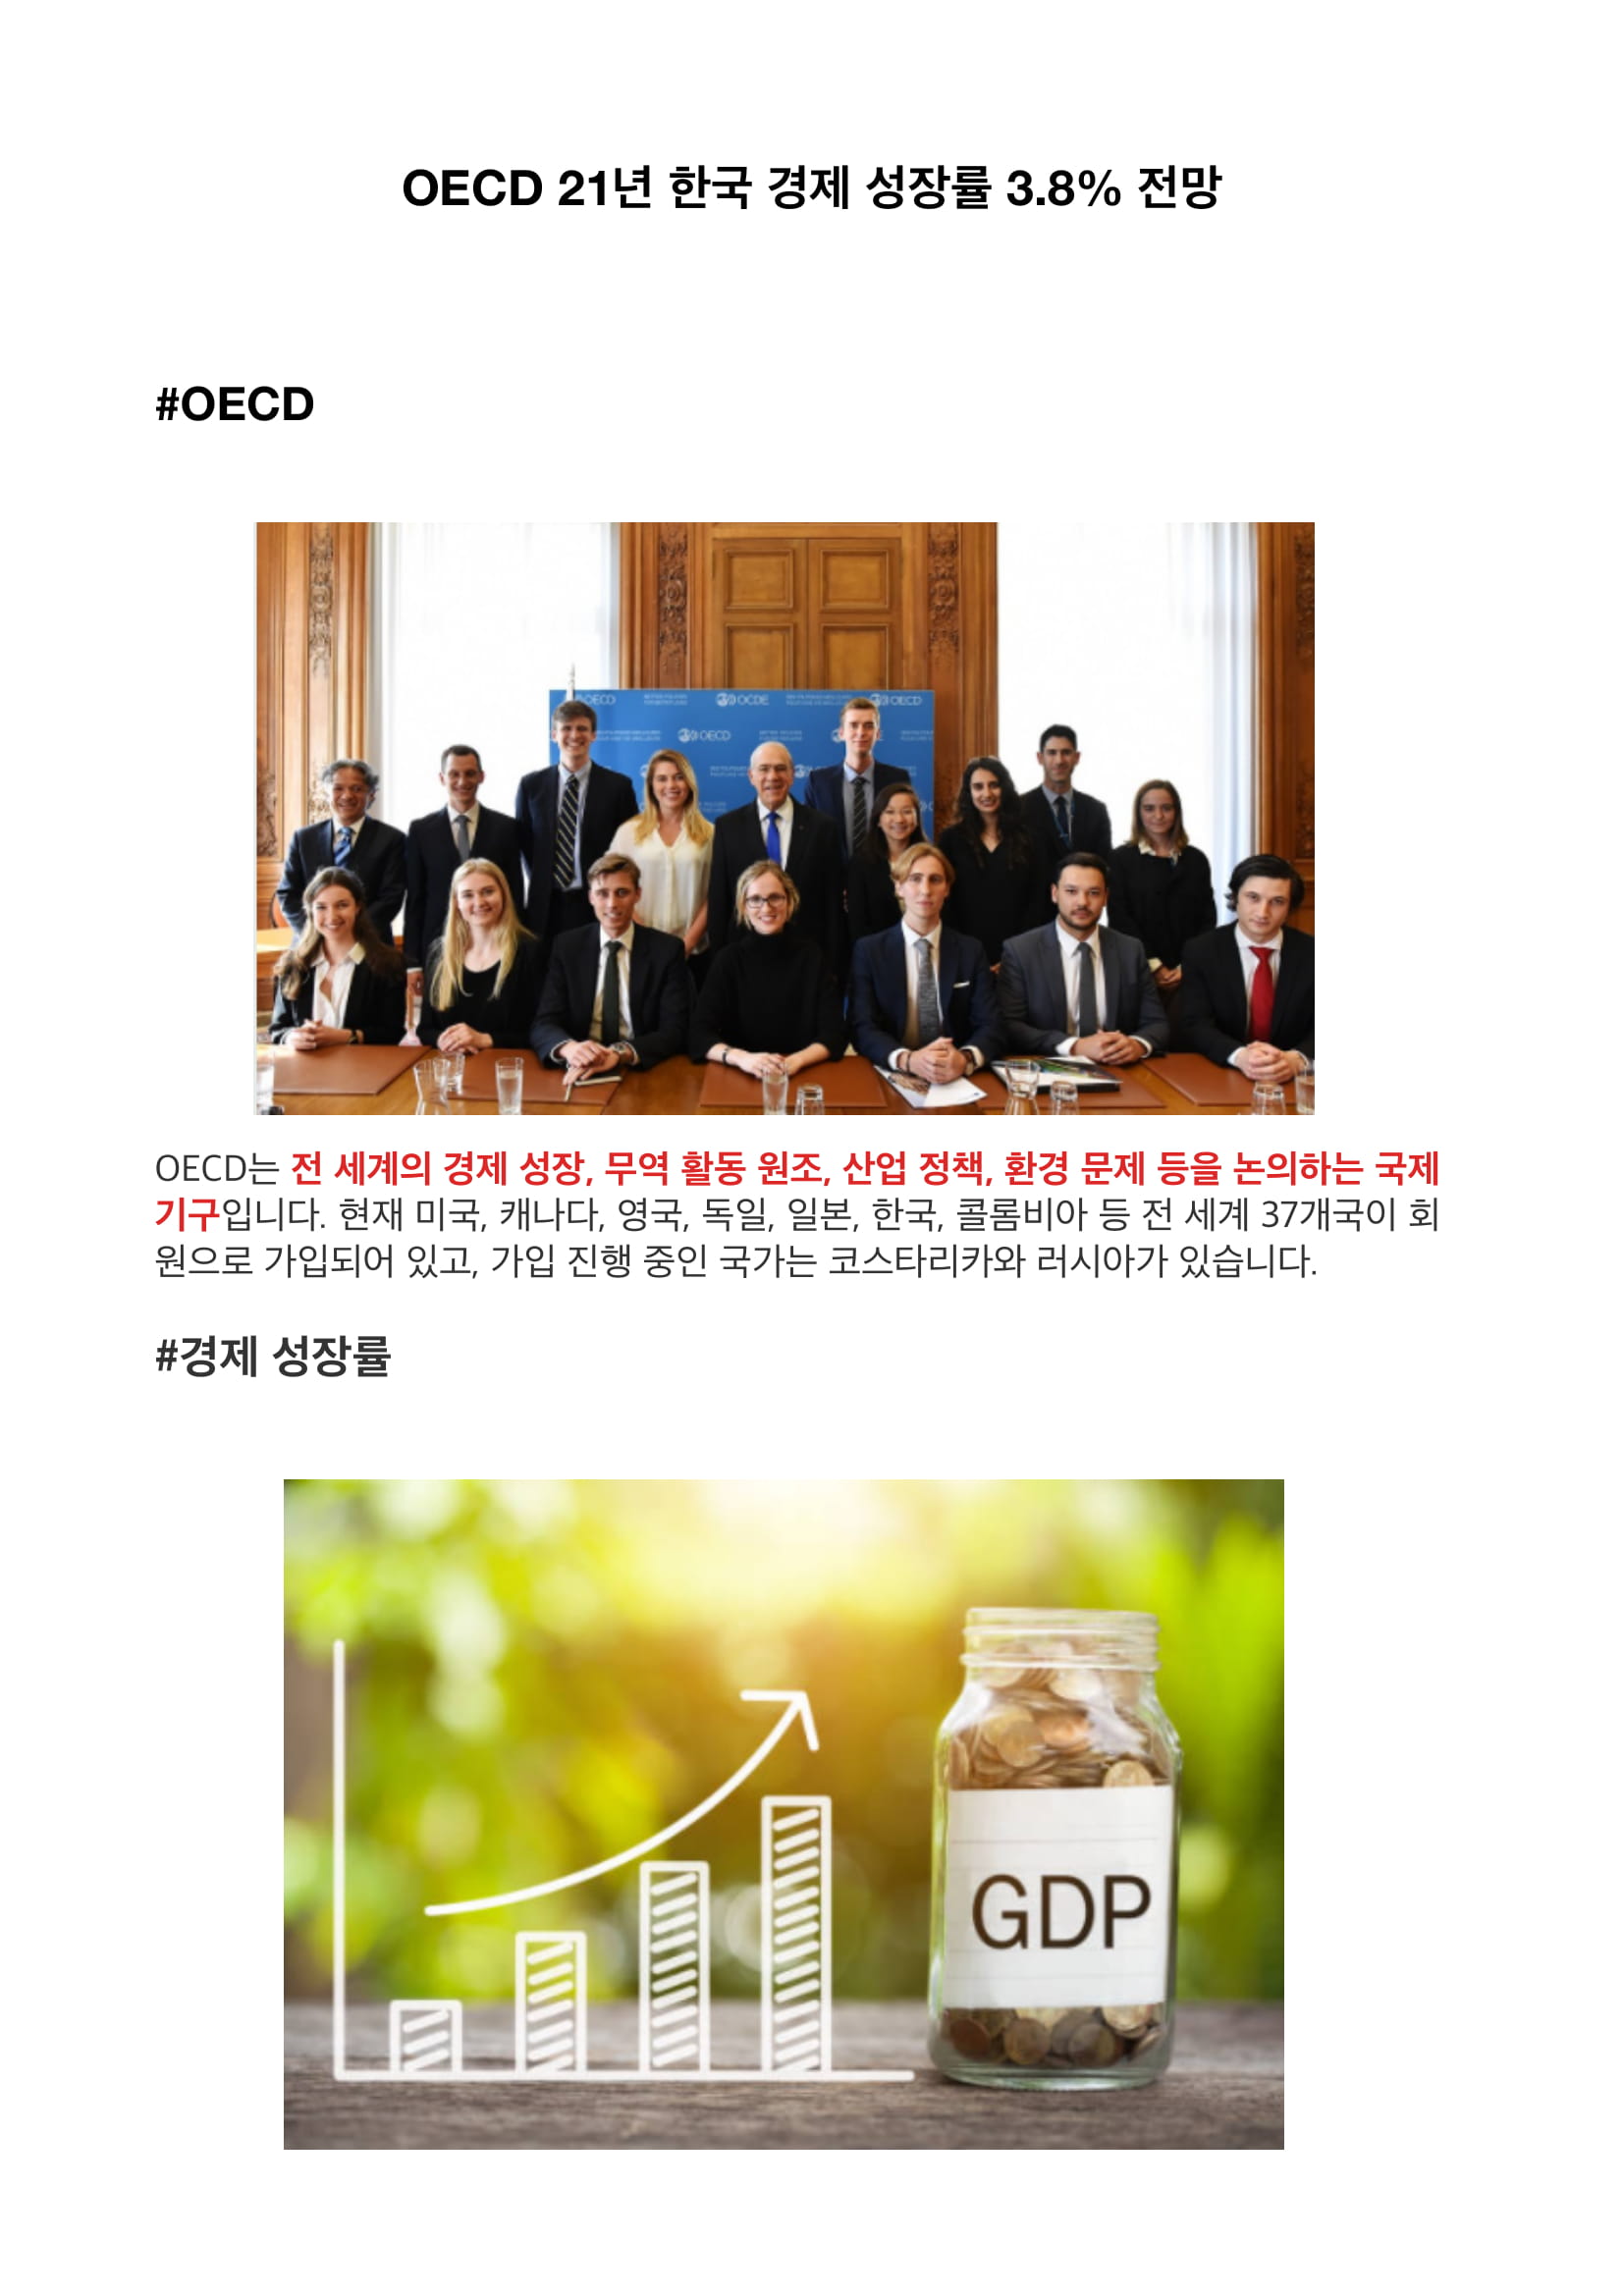 OECD 21년 한국 경제 성장률 3.8% 전망
#OECD
OECD
OCDE
OECD
OECD
OECD는 전 세계의 경제 성장, 무역 활동 원조, 산업 정책, 환경 문제 등을 논의하는 국제
기구입니다. 현재 미국, 캐나다, 영국, 독일, 일본, 한국, 콜롬비아 등 전 세계 37개국이 회
원으로 가입되어 있고, 가입 진행 중인 국가는 코스타리카와 러시아가 있습니다.
#경제 성장률
GDP